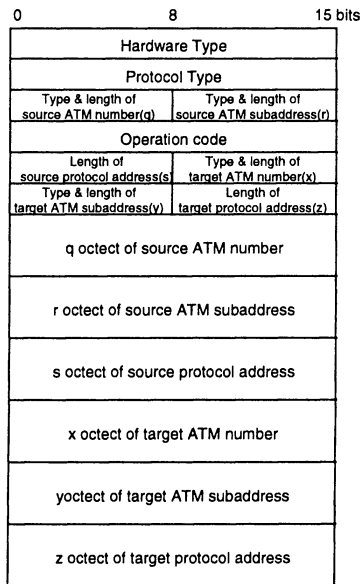 0 8 15 bits
Hardware Type
Protocol Type
Type & length of Type & length of
source ATM number(q) source ATM subaddress(r)
Operation code
Length of Type & length of
source protocol address(s) target ATM number(x)
Type & length of Length of
target ATM subaddress(y) target protocol address(z)
q octect of source ATM number
r octect of source ATM subaddress
s octect of source protocol address
x octect of target ATM number
yoctect of target ATM subaddress
z octect of target protocol address